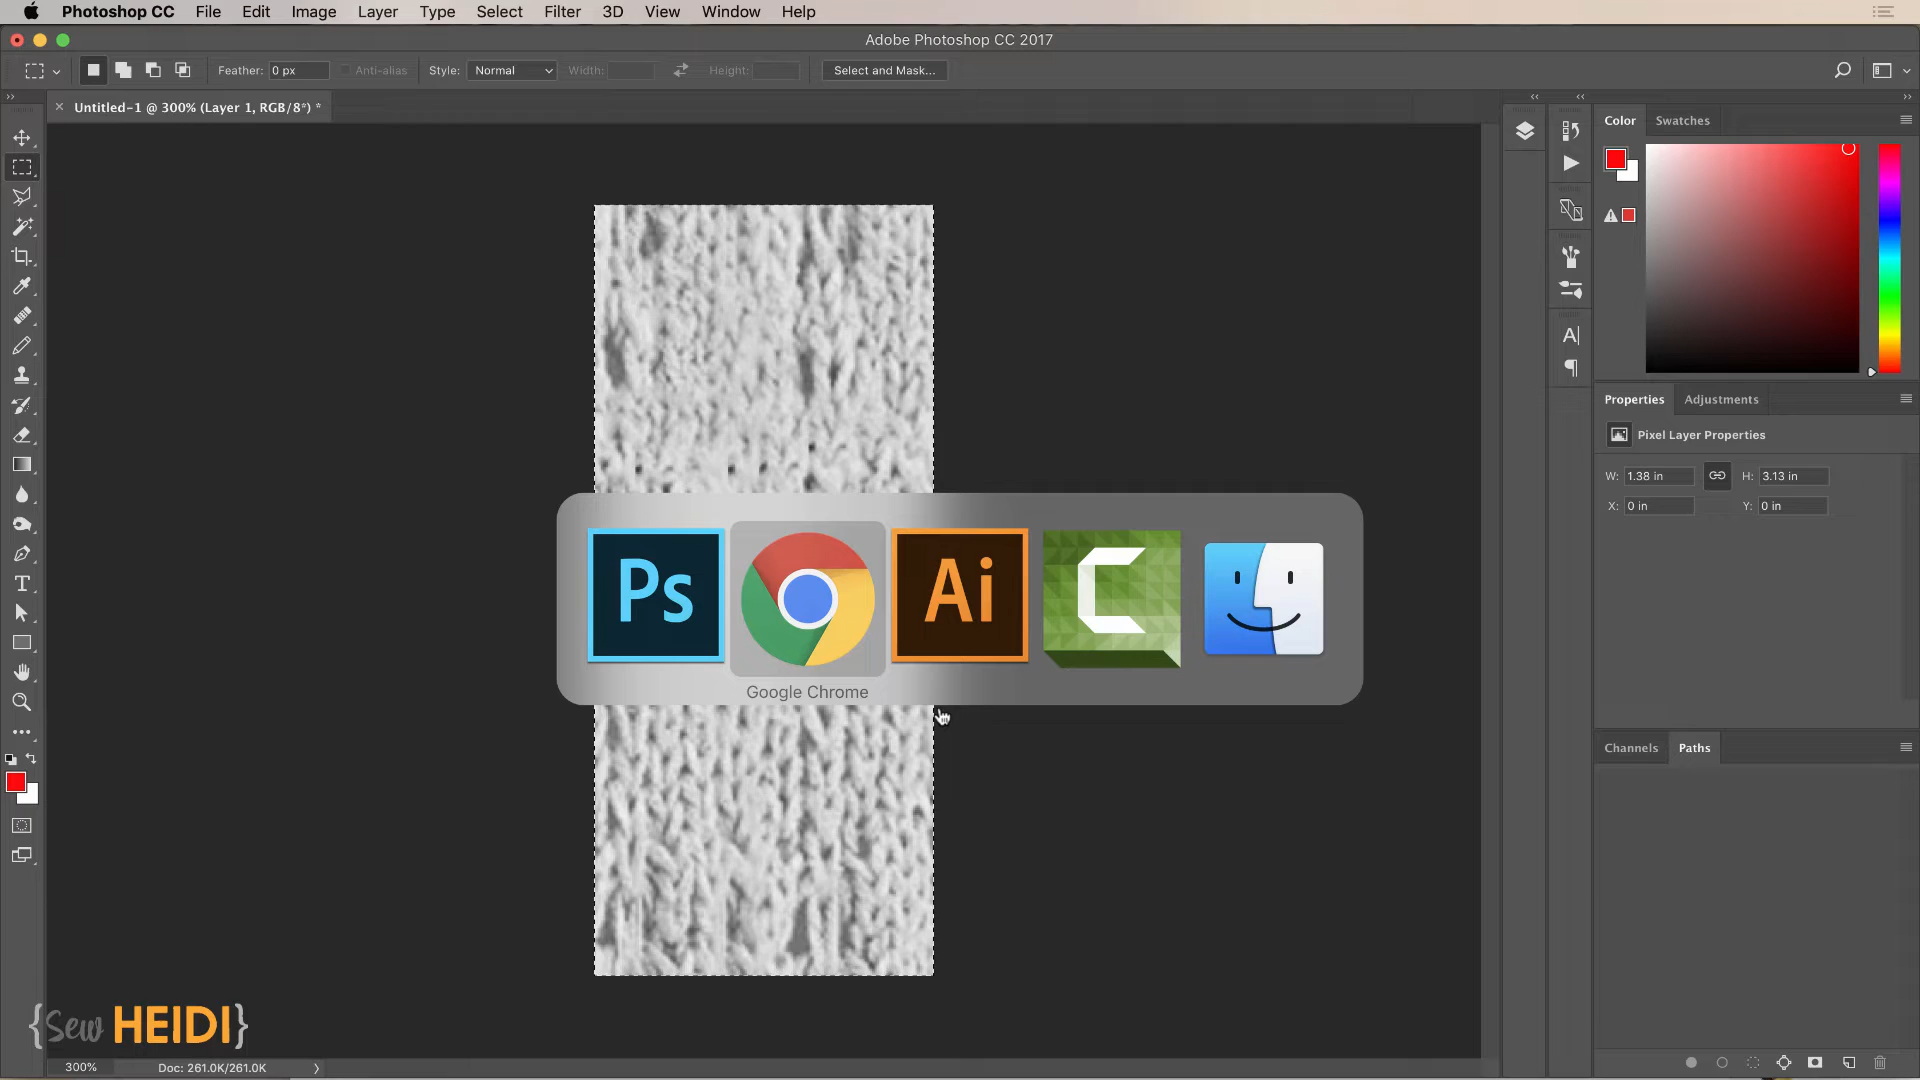 Photoshop CC File Edit Image Layer Type Select Filter 3D View Window Help
Adobe Photoshop CC 2017
Feather: 0 px Anti-alias Style: Normal Width: Height: Select and Mask...
Untitled-1 @ 300% (Layer 1, RGB/8*) *
Color Swatches
Properties Adjustments
Pixel Layer Properties
W: 1.38 in H: 3.13 in
X: 0 in Y: 0 in
Ps Ai
Google Chrome
Channels Paths
{Sew HEIDI}
300% Doc: 261.0K/261.0K